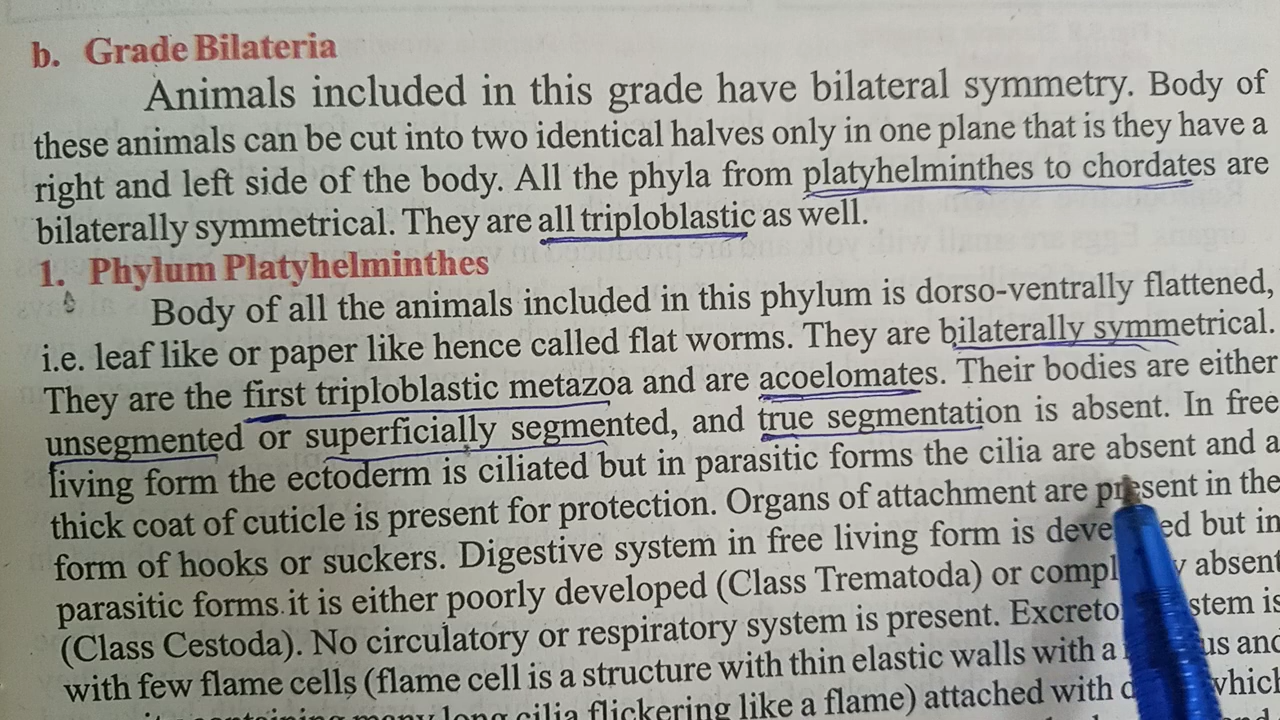 b. Grade Bilateria
Animals included in this grade have bilateral symmetry. Body of
these animals can be cut into two identical halves only in one plane that is they have a
right and left side of the body. All the phyla from platyhelminthes to chordates are
bilaterally symmetrical. They are all triploblastic as well.
1. Phylum Platyhelminthes
Body of all the animals included in this phylum is dorso-ventrally flattened,
i.e. leaf like or paper like hence called flat worms. They are bilaterally symmetrical.
They are the first triploblastic metazoa and are acoelomates. Their bodies are either
unsegmented or superficially segmented, and true segmentation is absent. In free
living form the ectoderm is ciliated but in parasitic forms the cilia are absent and a
thick coat of cuticle is present for protection. Organs of attachment are present in the
form of hooks or suckers. Digestive system in free living form is but in
parasitic forms it is either poorly developed (Class Trematoda) or absent
(Class Cestoda). No circulatory or respiratory system is present. is
with few flame cells (flame cell is a structure with thin elastic walls with a and
many long cilia flickering like a flame) attached with which